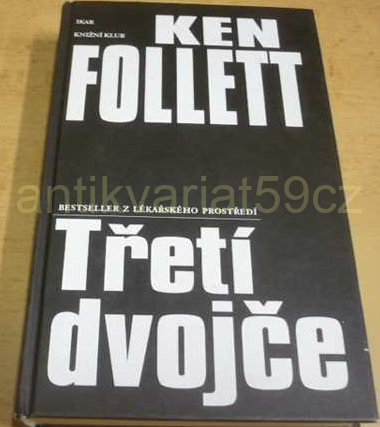 IKAR
KNIŽNÍ KLUB
KEN
FOLLETT
antikvariat59cz
BESTSELLER Z LÉKAŘSKÉHO PROSTŘEDÍ
Třetí
dvojče